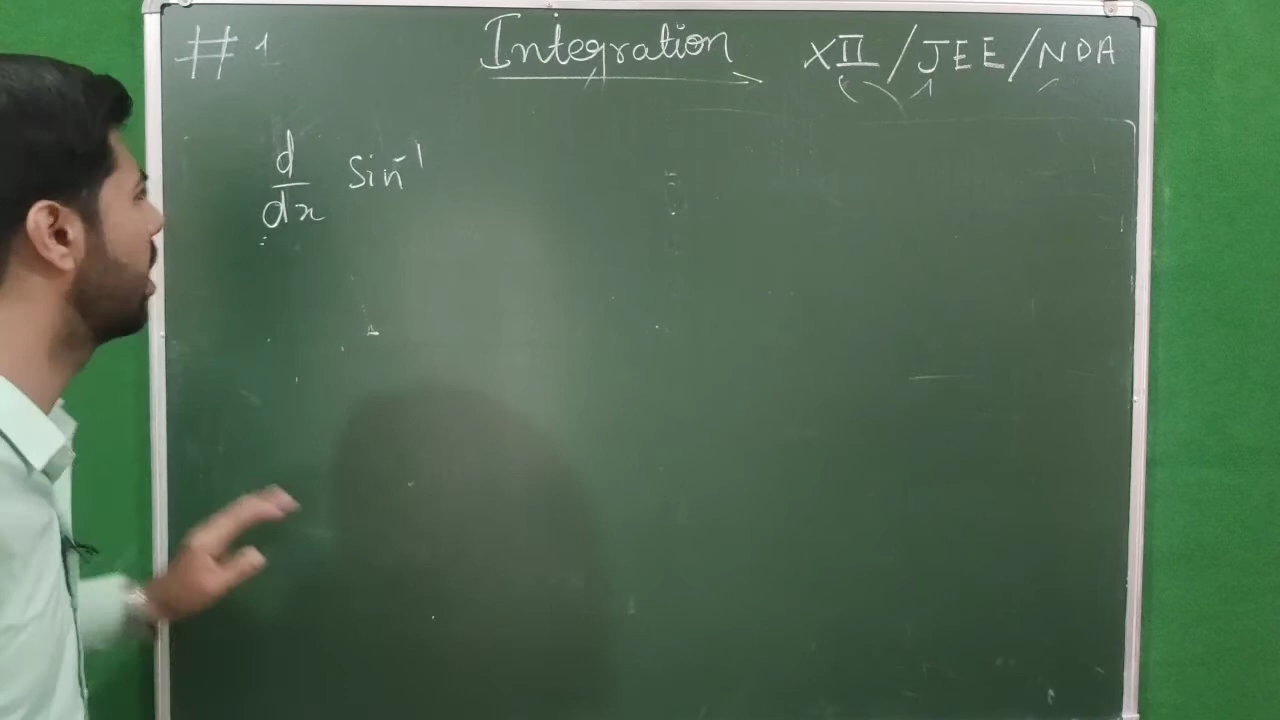 # 1 Integration XII / JEE / NDA
d/dx Sin⁻¹